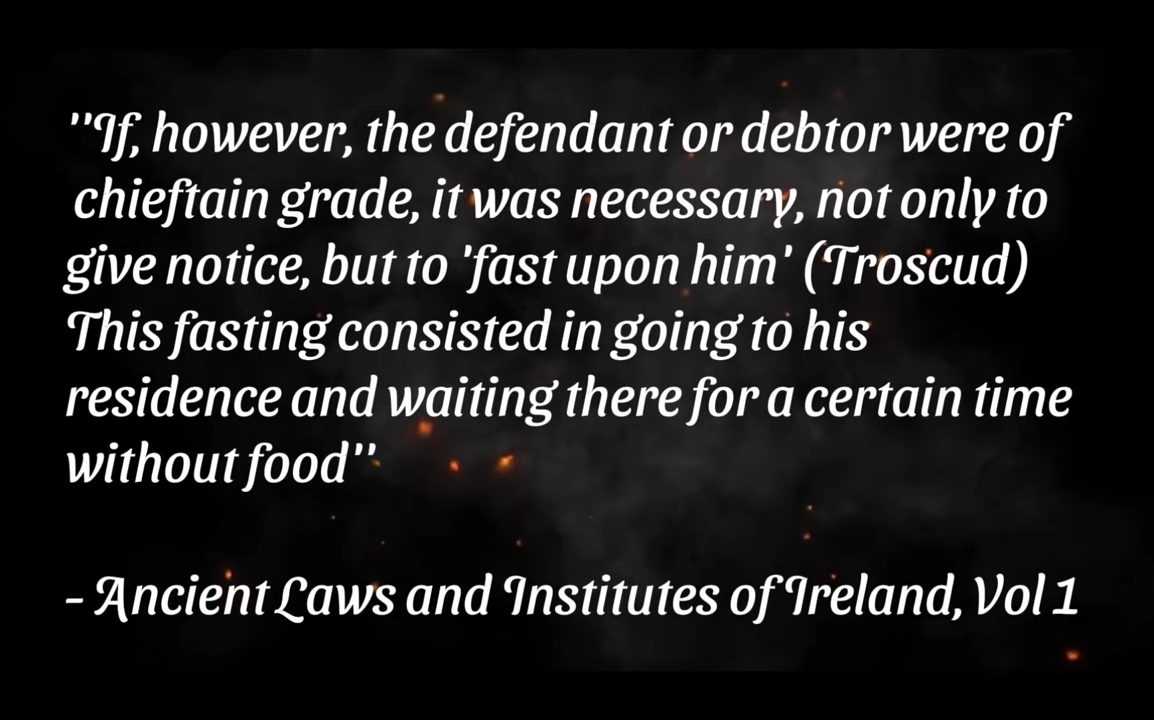 "If, however, the defendant or debtor were of
chieftain grade, it was necessary, not only to
give notice, but to 'fast upon him' (Troscud)
This fasting consisted in going to his
residence and waiting there for a certain time
without food"
- Ancient Laws and Institutes of Ireland, Vol 1